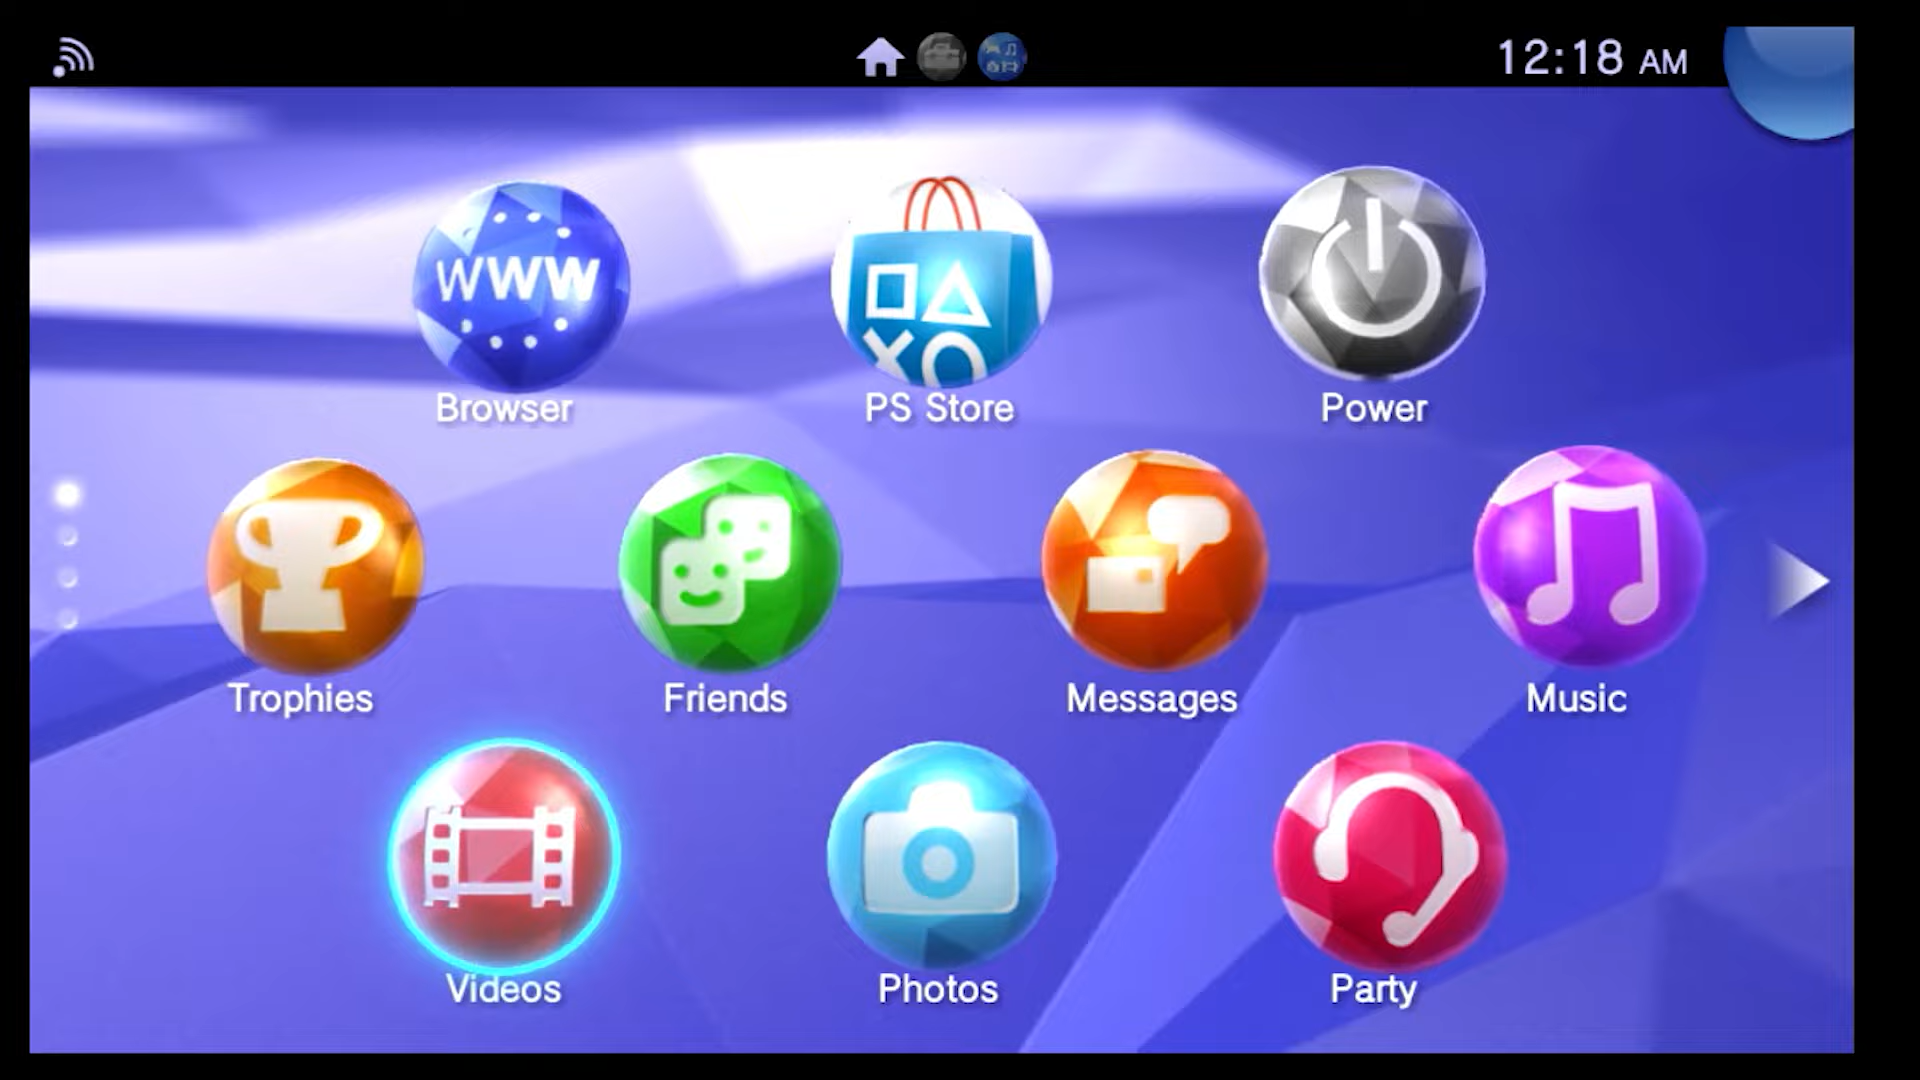 12:18 AM
WWW
Browser
PS Store
Power
Trophies
Friends
Messages
Music
Videos
Photos
Party